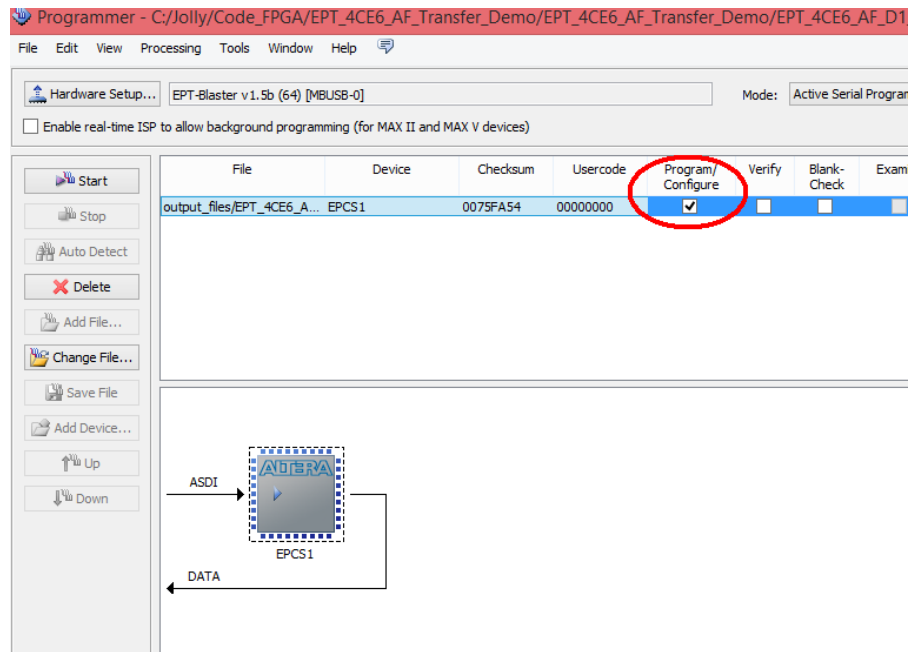 Programmer - C:/Jolly/Code_FPGA/EPT_4CE6_AF_Transfer_Demo/EPT_4CE6_AF_Transfer_Demo/EPT_4CE6_AF_D1_
File Edit View Processing Tools Window Help
Hardware Setup... EPT-Blaster v1.5b (64) [MBUSB-0] Mode: Active Serial Program
Enable real-time ISP to allow background programming (for MAX II and MAX V devices)
File Device Checksum Usercode Program/ Configure Verify Blank- Check Exam
output_files/EPT_4CE6_A... EPCS1 0075FA54 00000000
Start
Stop
Auto Detect
Delete
Add File...
Change File...
Save File
Add Device...
Up
Down
ASDI
ALTERA
EPCS1
DATA